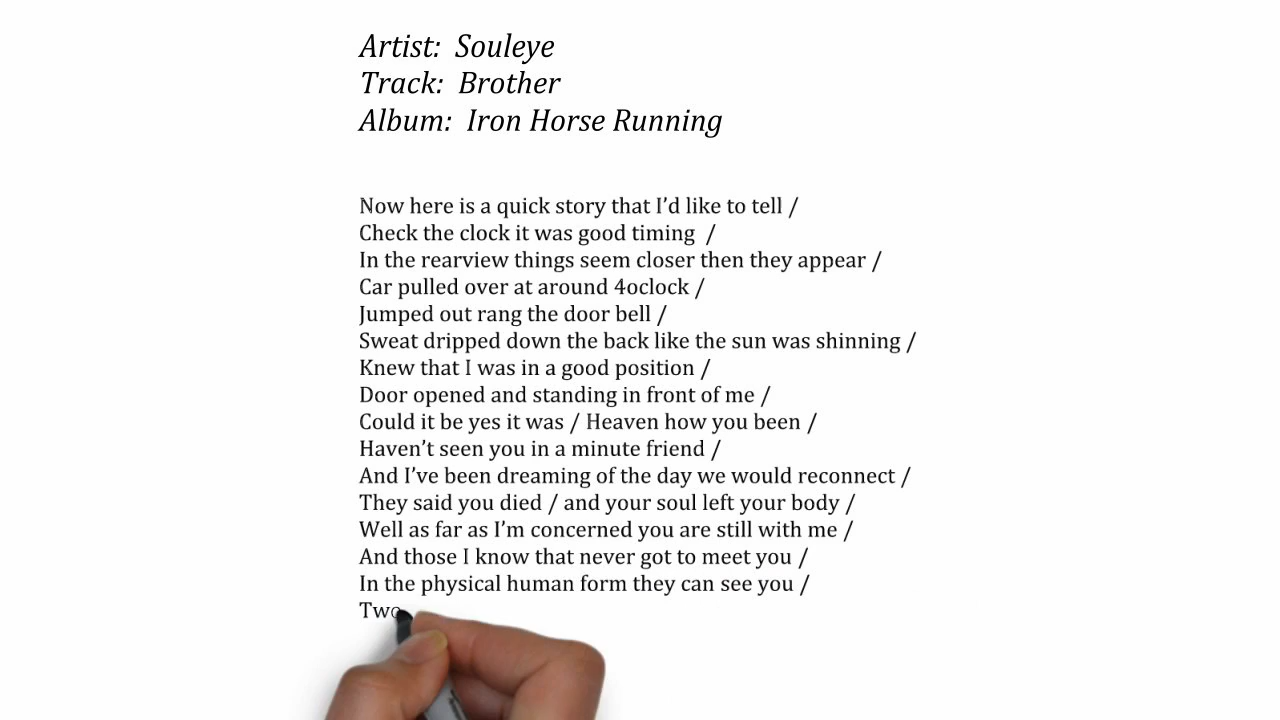 Artist:  Souleye
Track:  Brother
Album:  Iron Horse Running
Now here is a quick story that I’d like to tell /
Check the clock it was good timing  /
In the rearview things seem closer then they appear /
Car pulled over at around 4oclock /
Jumped out rang the door bell /
Sweat dripped down the back like the sun was shinning /
Knew that I was in a good position /
Door opened and standing in front of me /
Could it be yes it was / Heaven how you been /
Haven’t seen you in a minute friend /
And I’ve been dreaming of the day we would reconnect /
They said you died / and your soul left your body /
Well as far as I’m concerned you are still with me /
And those I know that never got to meet you /
In the physical human form they can see you /
Two